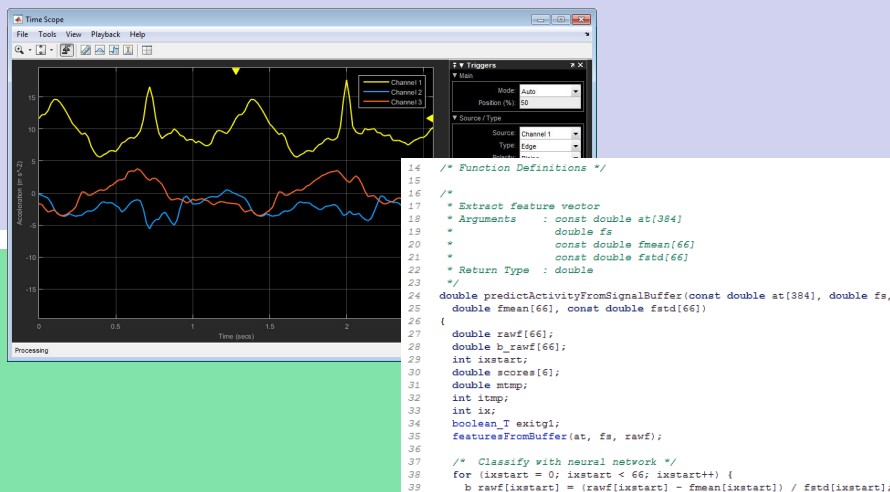 Time Scope
File Tools View Playback Help
Channel 1
Channel 2
Channel 3
15
10
5
0
-5
-10
-15
Acceleration (m s^-2)
0 0.5 1 1.5 2
Time (secs)
Processing
Triggers
Main
Mode: Auto
Position (%): 50
Source / Type
Source: Channel 1
Type: Edge
14 /* Function Definitions */
15
16 /*
17 * Extract feature vector
18 * Arguments : const double at[384]
19 * double fs
20 * const double fmean[66]
21 * const double fstd[66]
22 * Return Type : double
23 */
24 double predictActivityFromSignalBuffer(const double at[384], double fs,
25 double fmean[66], const double fstd[66])
26 {
27 double rawf[66];
28 double b_rawf[66];
29 int ixstart;
30 double scores[6];
31 double mtmp;
32 int itmp;
33 int ix;
34 boolean_T exitg1;
35 featuresFromBuffer(at, fs, rawf);
36
37 /* Classify with neural network */
38 for (ixstart = 0; ixstart < 66; ixstart++) {
39 b_rawf[ixstart] = (rawf[ixstart] - fmean[ixstart]) / fstd[ixstart];